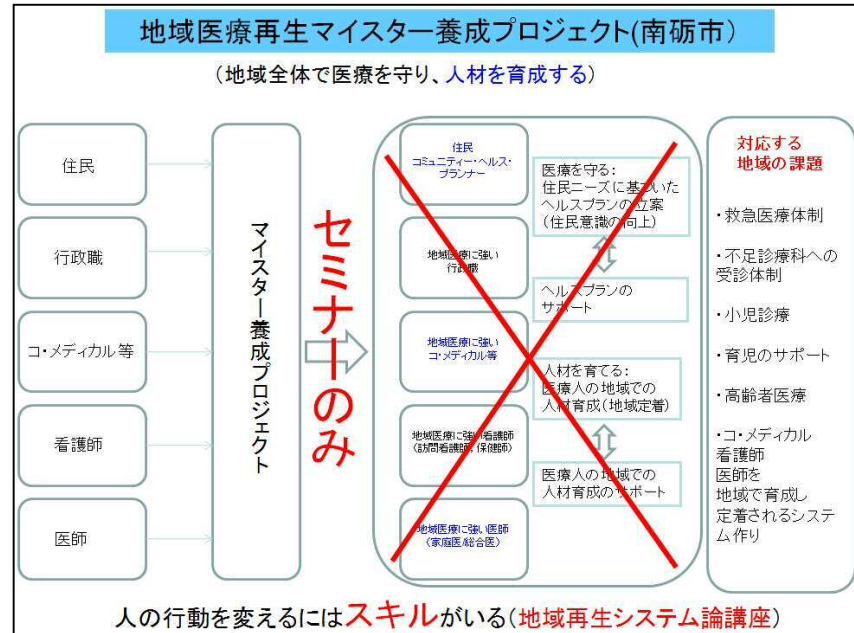 地域医療再生マイスター養成プロジェクト(南砺市)
(地域全体で医療を守り、人材を育成する)
住民
行政職
コ・メディカル等
看護師
医師
マイスター養成プロジェクト
セミナーのみ
住民
コミュニティー・ヘルス・
プランナー
地域医療に強い
行政職
地域医療に強い
コ・メディカル等
地域医療に強い看護師
(訪問看護師、保健師)
地域医療に強い医師
(家庭医/総合医)
医療を守る:
住民ニーズに基づいた
ヘルスプランの立案
(住民意識の向上)
ヘルスプランの
サポート
人材を育てる:
医療人の地域での
人材育成(地域定着)
医療人の地域での
人材育成のサポート
対応する
地域の課題
・救急医療体制
・不足診療科への
受診体制
・小児診療
・育児のサポート
・高齢者医療
・コ・メディカル
看護師
医師を
地域で育成し
定着されるシステ
ム作り
人の行動を変えるにはスキルがいる(地域再生システム論講座)